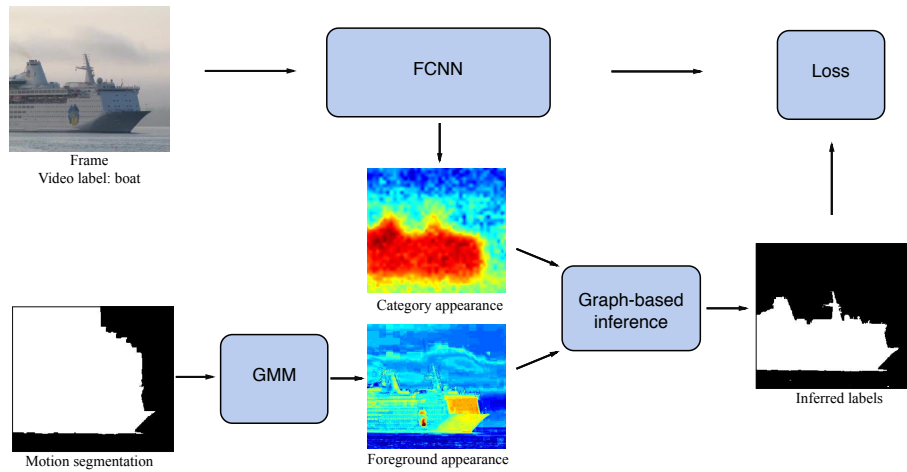 FCNN
Loss
Frame
Video label: boat
Category appearance
Graph-based
inference
GMM
Inferred labels
Motion segmentation
Foreground appearance